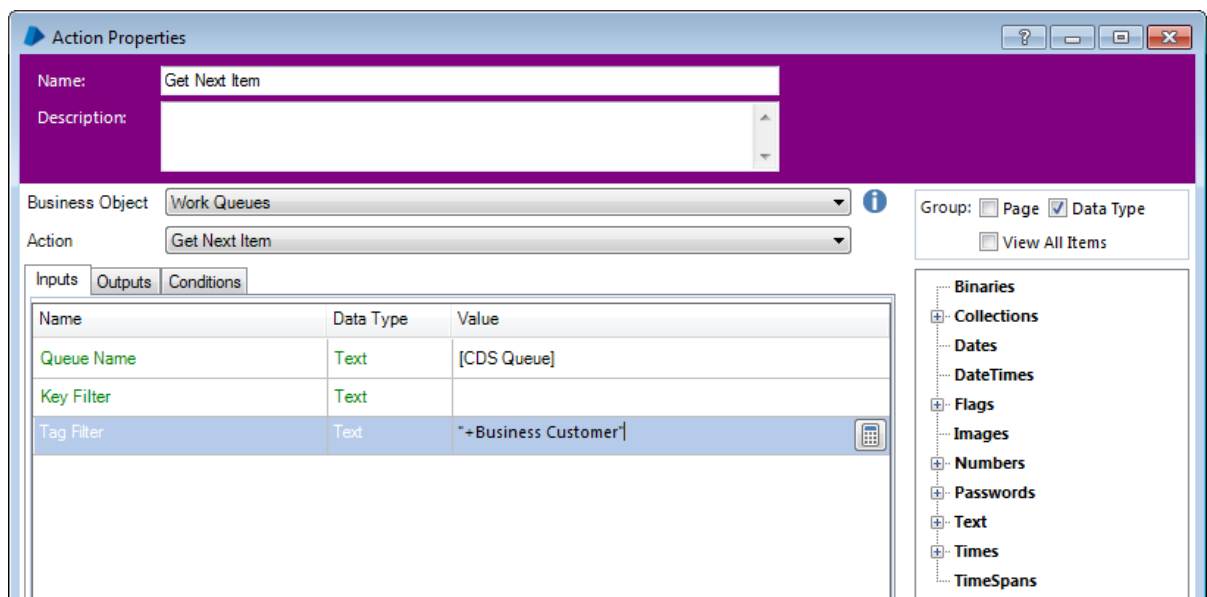 Action Properties
Name: Get Next Item
Description:
Business Object Work Queues
Action Get Next Item
Inputs Outputs Conditions
Name Data Type Value
Queue Name Text [CDS Queue]
Key Filter Text
Tag Filter Text "+Business Customer"
Group: Page Data Type
View All Items
Binaries
Collections
Dates
DateTimes
Flags
Images
Numbers
Passwords
Text
Times
TimeSpans